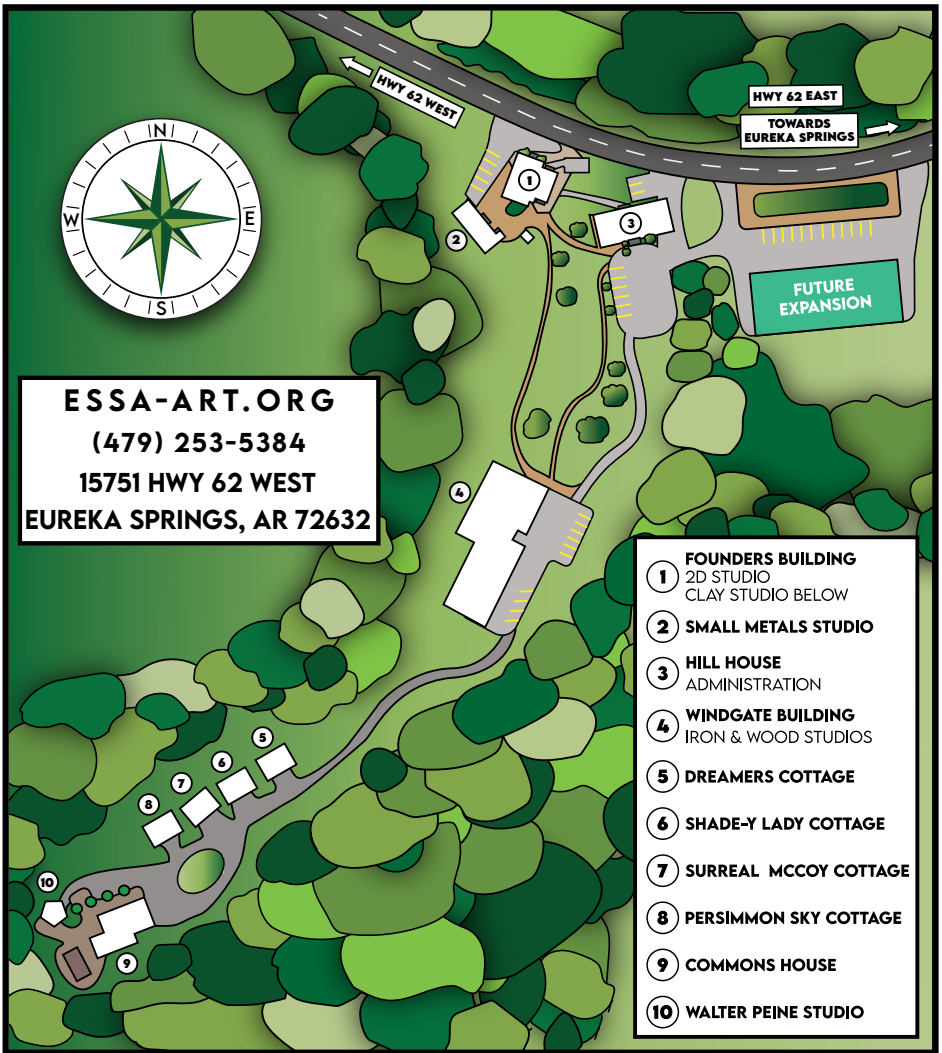 HWY 62 WEST
HWY 62 EAST
TOWARDS
EUREKA SPRINGS
N
W
E
S
1
2
3
FUTURE
EXPANSION
ESSA-ART.ORG
(479) 253-5384
15751 HWY 62 WEST
EUREKA SPRINGS, AR 72632
4
5
6
7
8
10
9
1 FOUNDERS BUILDING
2D STUDIO
CLAY STUDIO BELOW
2 SMALL METALS STUDIO
3 HILL HOUSE
ADMINISTRATION
4 WINDGATE BUILDING
IRON & WOOD STUDIOS
5 DREAMERS COTTAGE
6 SHADE-Y LADY COTTAGE
7 SURREAL MCCOY COTTAGE
8 PERSIMMON SKY COTTAGE
9 COMMONS HOUSE
10 WALTER PEINE STUDIO